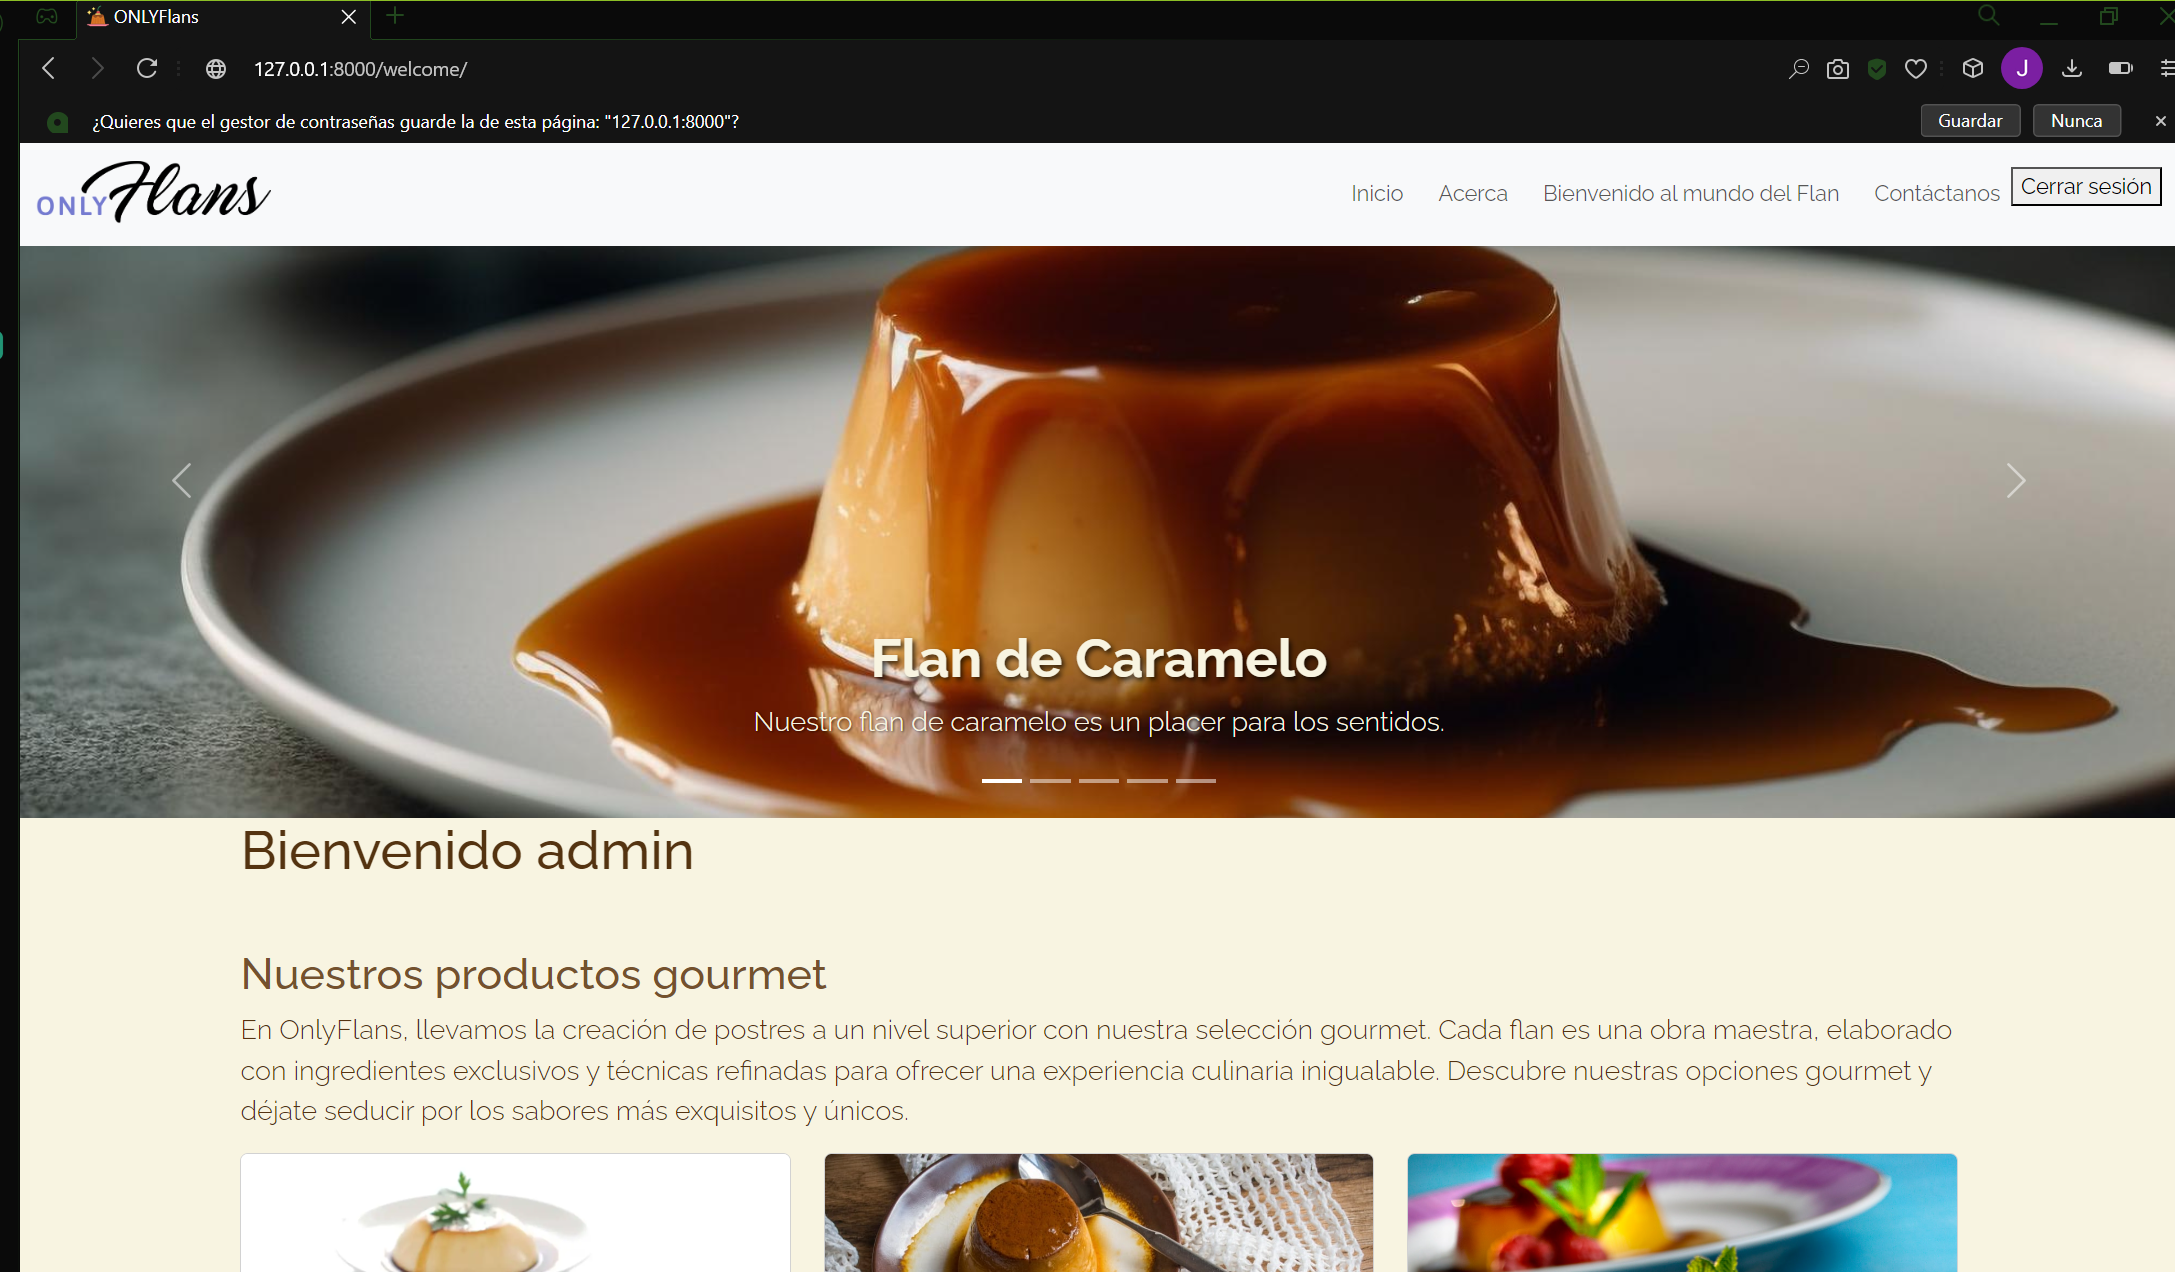 ONLYFlans
127.0.0.1:8000/welcome/
J
¿Quieres que el gestor de contraseñas guarde la de esta página: "127.0.0.1:8000"?
Guardar
Nunca
ONLY Flans
Inicio
Acerca
Bienvenido al mundo del Flan
Contáctanos
Cerrar sesión
Flan de Caramelo
Nuestro flan de caramelo es un placer para los sentidos.
Bienvenido admin
Nuestros productos gourmet
En OnlyFlans, llevamos la creación de postres a un nivel superior con nuestra selección gourmet. Cada flan es una obra maestra, elaborado
con ingredientes exclusivos y técnicas refinadas para ofrecer una experiencia culinaria inigualable. Descubre nuestras opciones gourmet y
déjate seducir por los sabores más exquisitos y únicos.